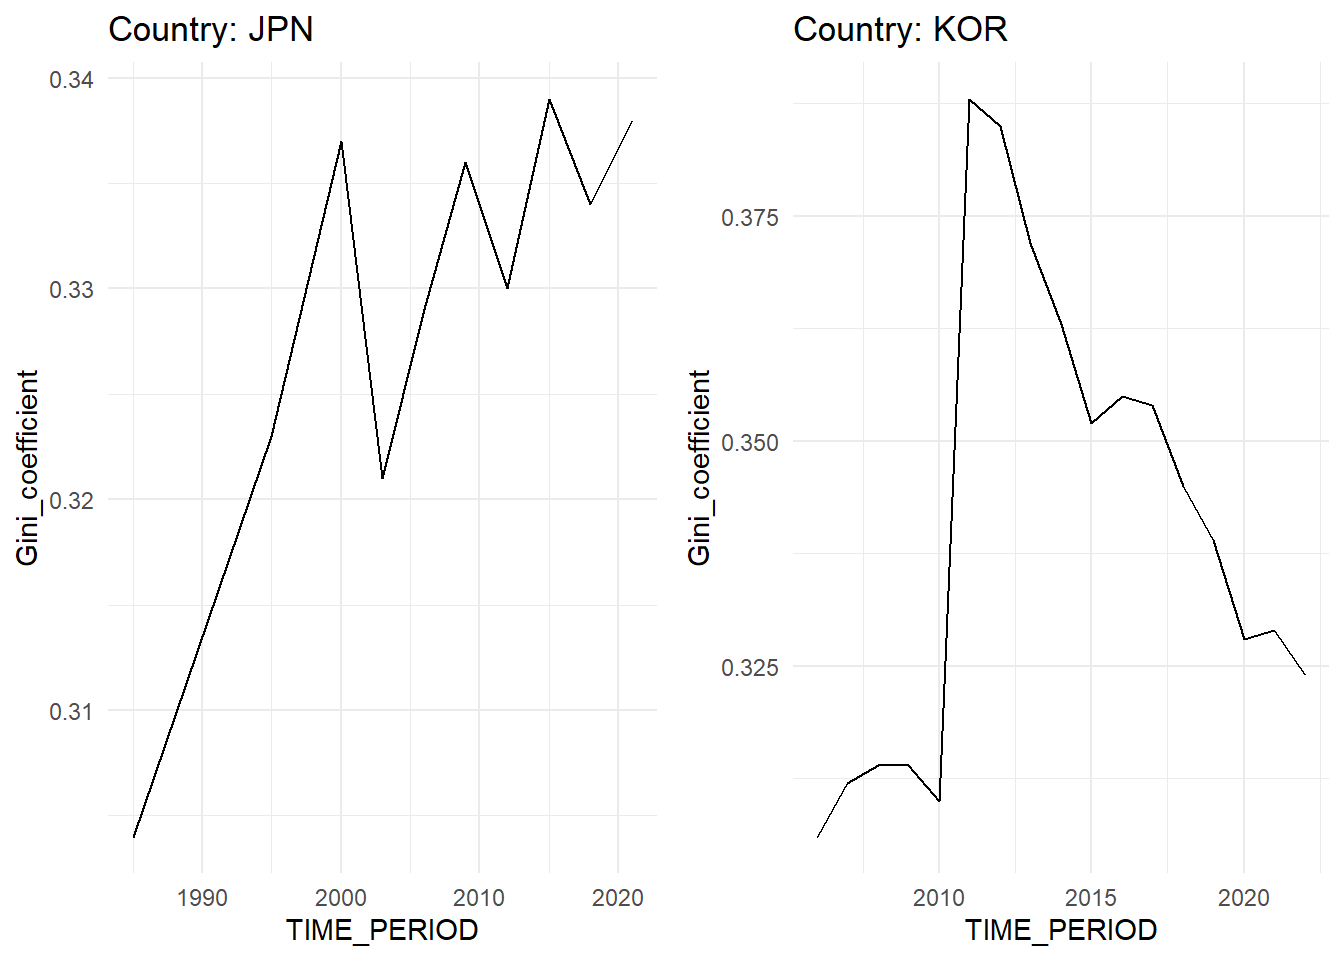 Country: JPN
Gini_coefficient
0.34
0.33
0.32
0.31
1990 2000 2010 2020
TIME_PERIOD
Country: KOR
Gini_coefficient
0.375
0.350
0.325
2010 2015 2020
TIME_PERIOD